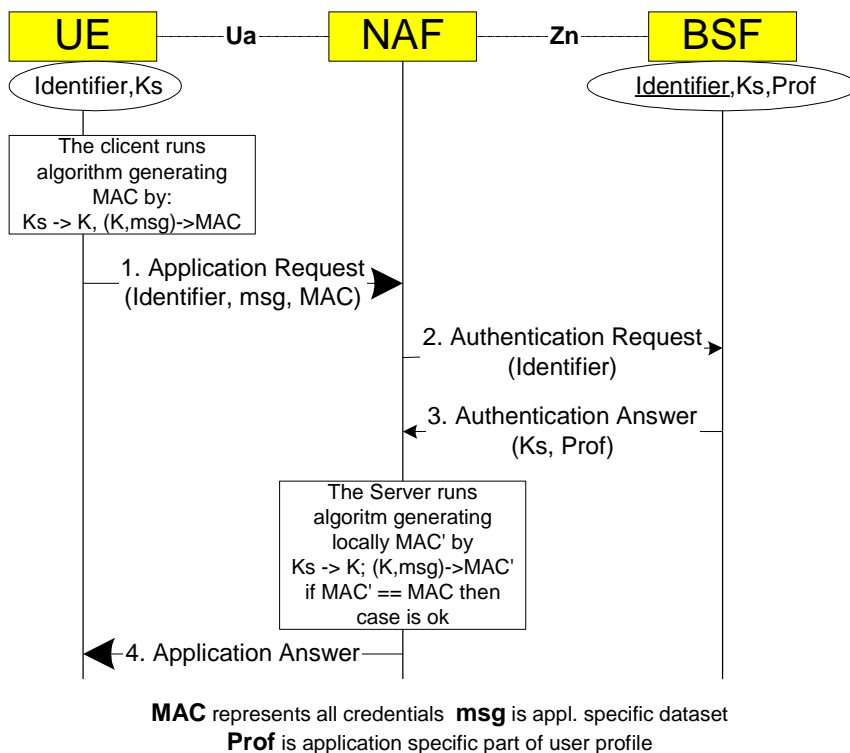 UE
Ua
NAF
Zn
BSF
Identifier,Ks
Identifier,Ks,Prof
The clicent runs
algorithm generating
MAC by:
Ks -> K, (K,msg)->MAC
1. Application Request
(Identifier, msg, MAC)
2. Authentication Request
(Identifier)
3. Authentication Answer
(Ks, Prof)
The Server runs
algoritm generating
locally MAC' by
Ks -> K; (K,msg)->MAC'
if MAC' == MAC then
case is ok
4. Application Answer
MAC represents all credentials msg is appl. specific dataset
Prof is application specific part of user profile